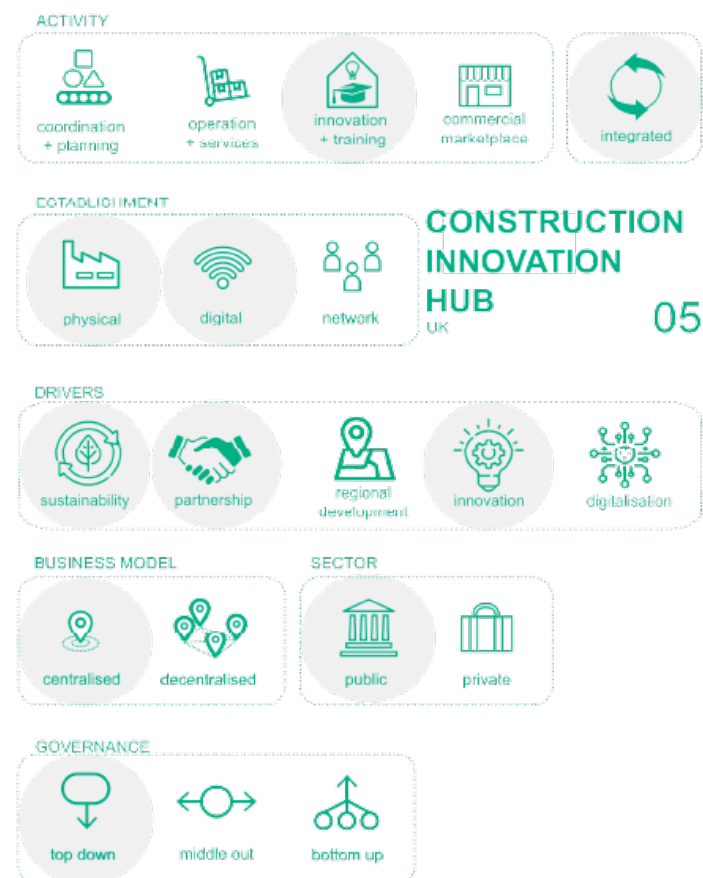 ACTIVITY
coordination
+ planning
operation
+ services
innovation
+ training
commercial
marketplace
integrated
ESTABLISHMENT
physical
digital
network
CONSTRUCTION
INNOVATION
HUB
UK
05
DRIVERS
sustainability
partnership
regional
development
innovation
digitalisation
BUSINESS MODEL
centralised
decentralised
SECTOR
public
private
GOVERNANCE
top down
middle out
bottom up